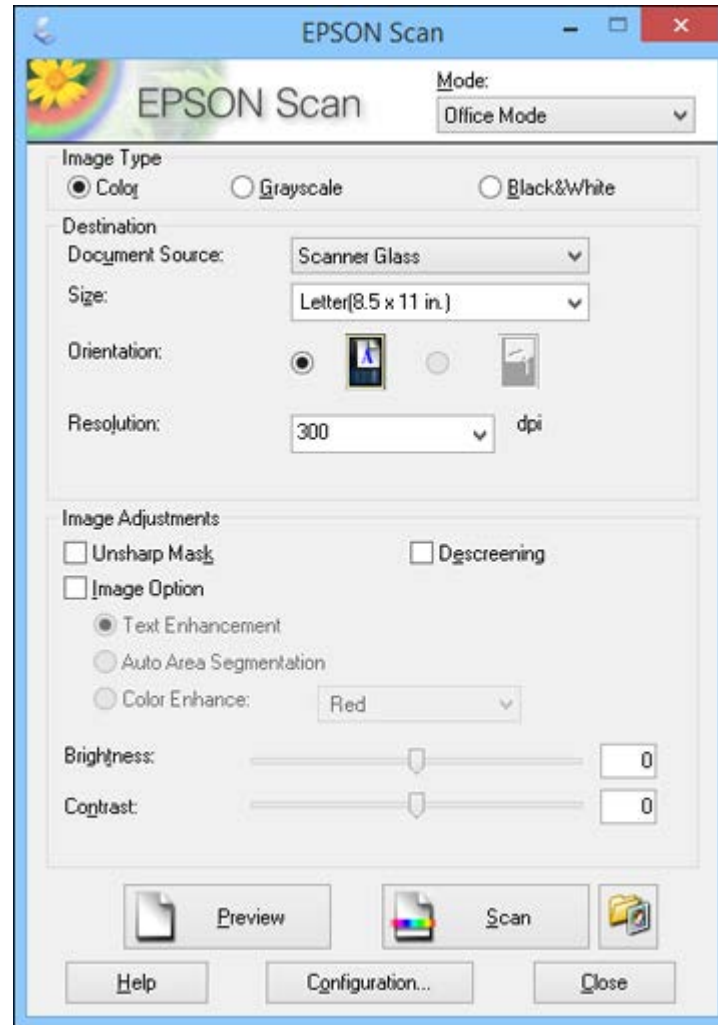 EPSON Scan
EPSON Scan
Mode:
Office Mode
Image Type
Color Grayscale Black&White
Destination
Document Source: Scanner Glass
Size: Letter(8.5 x 11 in.)
Orientation:
Resolution: 300 dpi
Image Adjustments
Unsharp Mask Descreening
Image Option
Text Enhancement
Auto Area Segmentation
Color Enhance: Red
Brightness: 0
Contrast: 0
Preview Scan
Help Configuration... Close